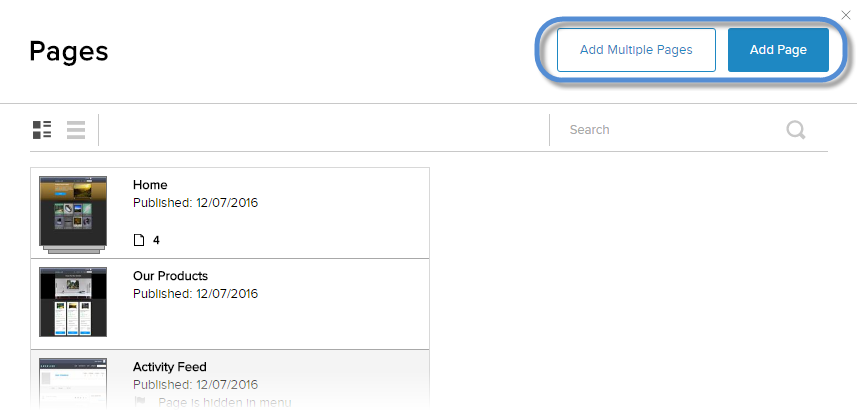 Pages
Add Multiple Pages
Add Page
Search
Home
Published: 12/07/2016
4
Our Products
Published: 12/07/2016
Activity Feed
Published: 12/07/2016
Page is hidden in menu